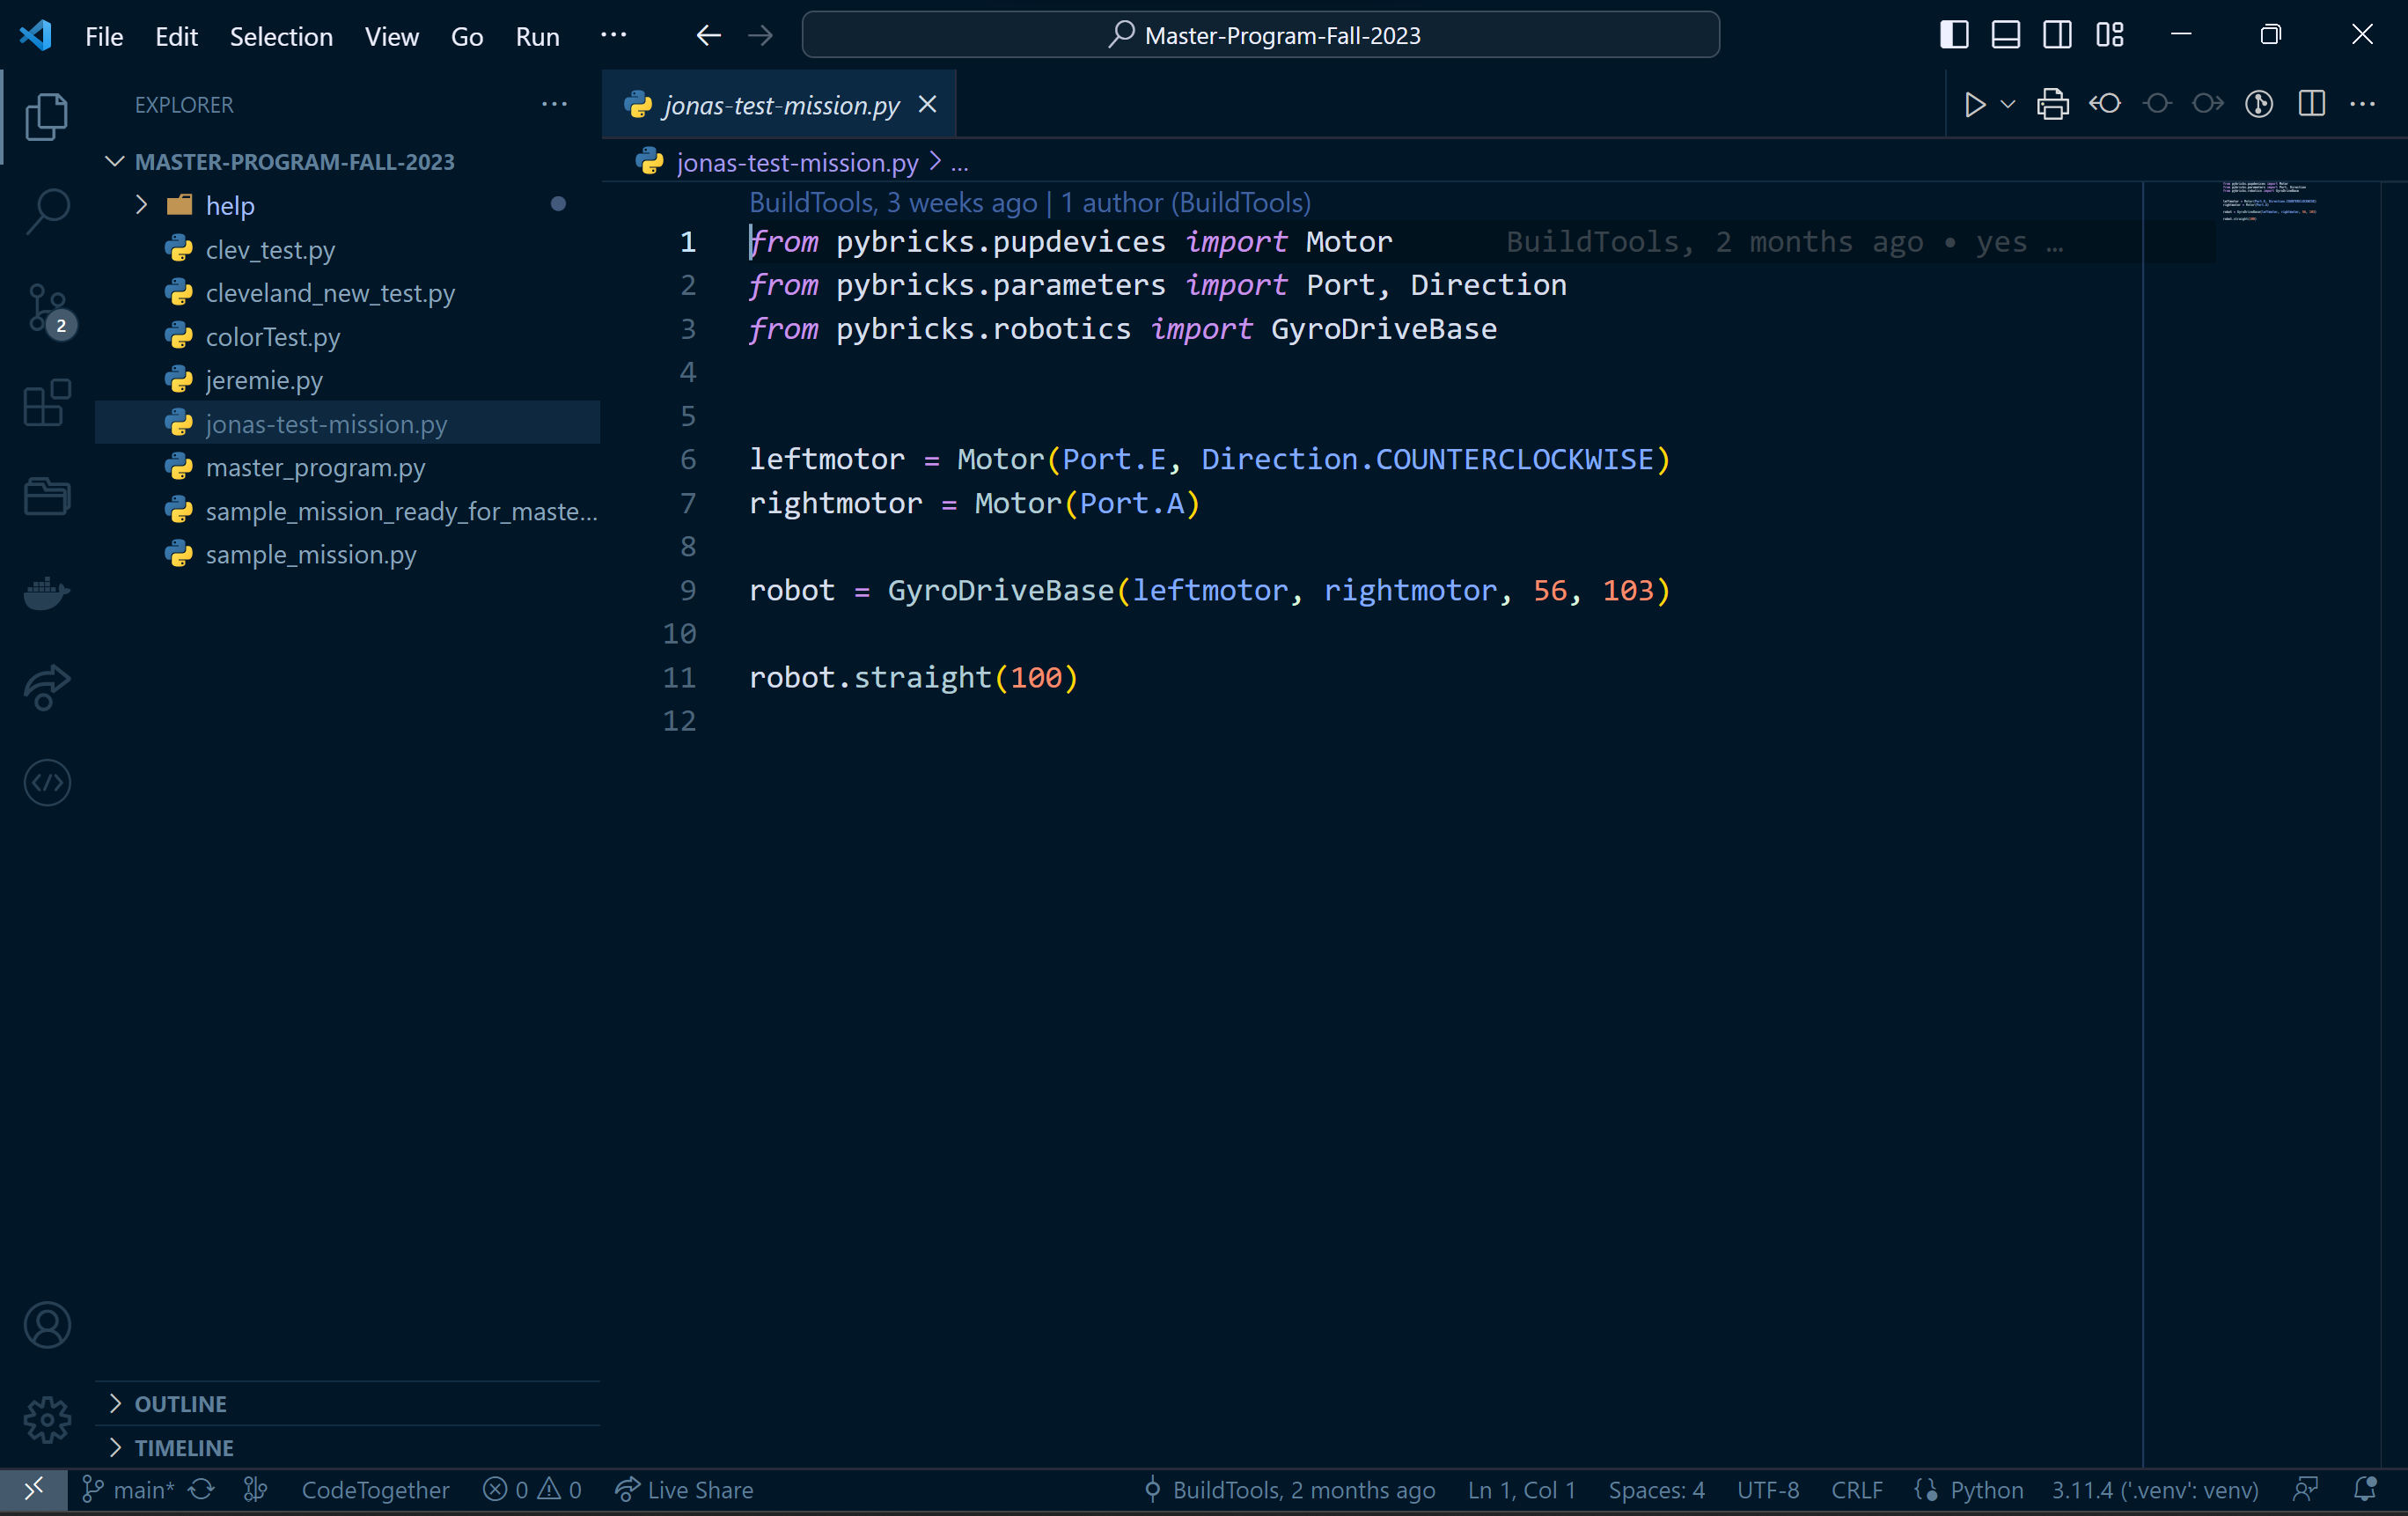 File Edit Selection View Go Run ... Master-Program-Fall-2023
EXPLORER ...
MASTER-PROGRAM-FALL-2023
help
clev_test.py
cleveland_new_test.py
colorTest.py
jeremie.py
jonas-test-mission.py
master_program.py
sample_mission_ready_for_maste...
sample_mission.py
2
OUTLINE
TIMELINE
jonas-test-mission.py
jonas-test-mission.py > ...
BuildTools, 3 weeks ago | 1 author (BuildTools)
1 from pybricks.pupdevices import Motor BuildTools, 2 months ago • yes …
2 from pybricks.parameters import Port, Direction
3 from pybricks.robotics import GyroDriveBase
4
5
6 leftmotor = Motor(Port.E, Direction.COUNTERCLOCKWISE)
7 rightmotor = Motor(Port.A)
8
9 robot = GyroDriveBase(leftmotor, rightmotor, 56, 103)
10
11 robot.straight(100)
12
main* CodeTogether 0 0 Live Share BuildTools, 2 months ago Ln 1, Col 1 Spaces: 4 UTF-8 CRLF Python 3.11.4 ('.venv': venv)